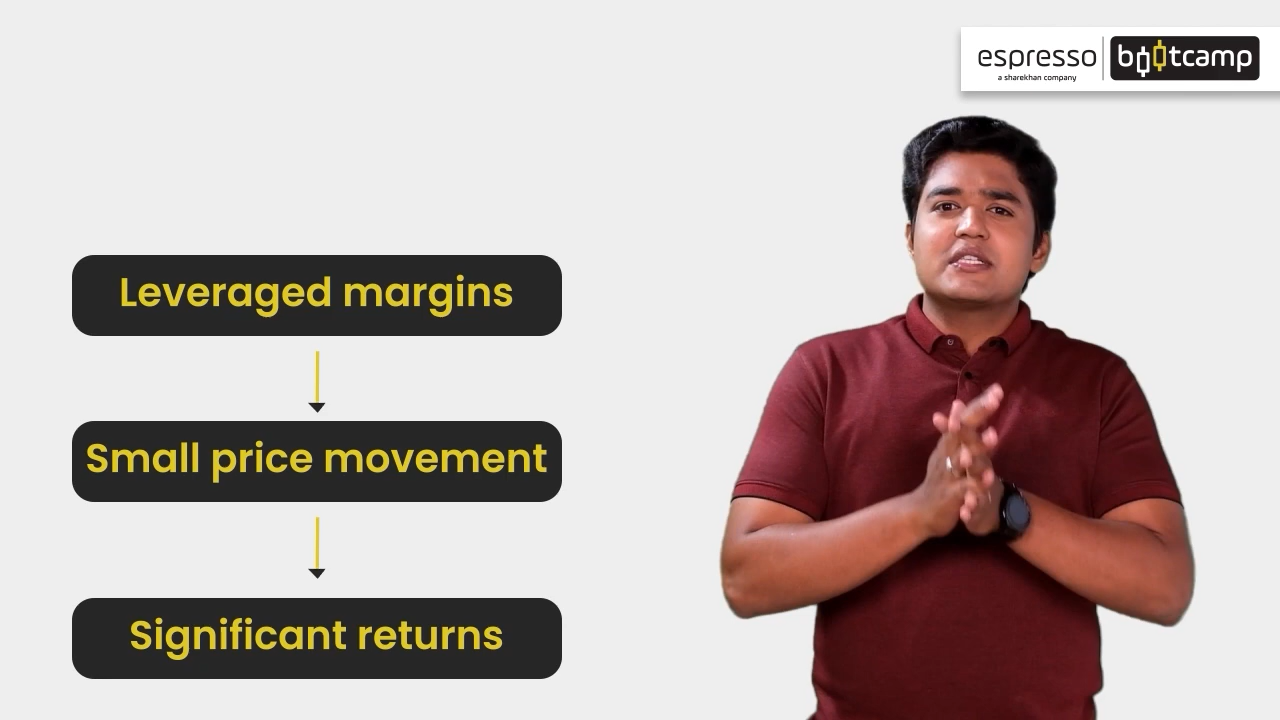 espresso
a sharekhan company
bootcamp
Leveraged margins
Small price movement
Significant returns